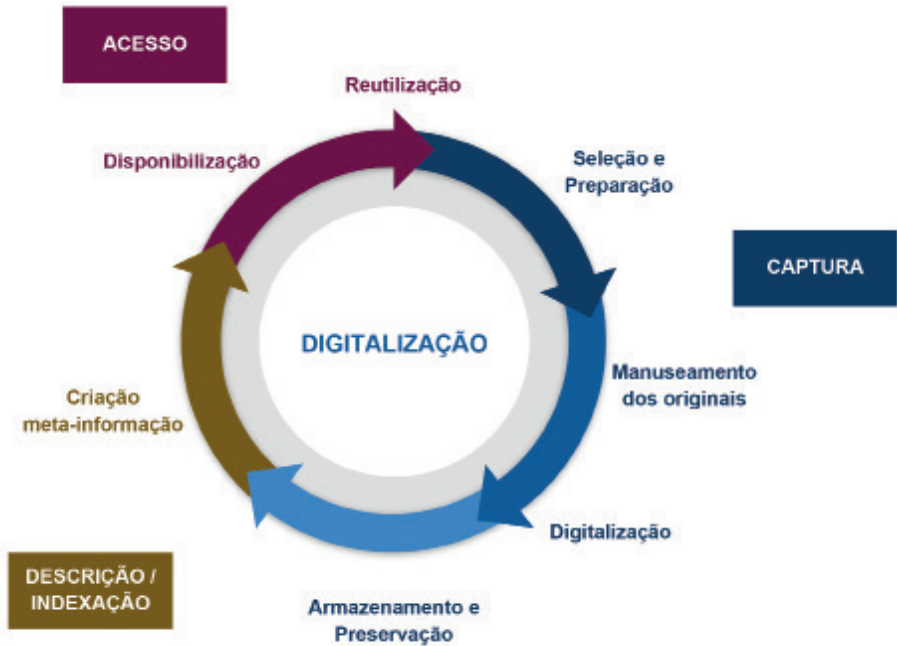 ACESSO
Reutilização
Disponibilização
Seleção e
Preparação
CAPTURA
DIGITALIZAÇÃO
Manuseamento
dos originais
Criação
meta-informação
Digitalização
DESCRIÇÃO /
INDEXAÇÃO
Armazenamento e
Preservação